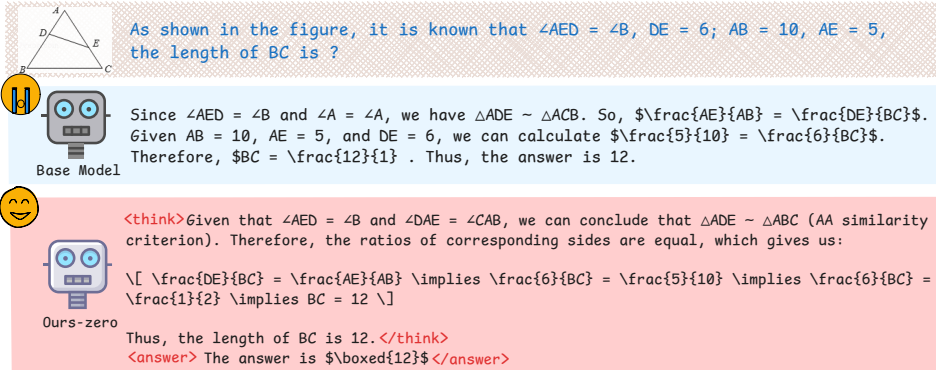 A
D
E
B
C
As shown in the figure, it is known that ∠AED = ∠B, DE = 6; AB = 10, AE = 5,
the length of BC is ?
Since ∠AED = ∠B and ∠A = ∠A, we have △ADE ~ △ACB. So, $\frac{AE}{AB} = \frac{DE}{BC}$.
Given AB = 10, AE = 5, and DE = 6, we can calculate $\frac{5}{10} = \frac{6}{BC}$.
Therefore, $BC = \frac{12}{1} . Thus, the answer is 12.
Base Model
<think>Given that ∠AED = ∠B and ∠DAE = ∠CAB, we can conclude that △ADE ~ △ABC (AA similarity
criterion). Therefore, the ratios of corresponding sides are equal, which gives us:
\[ \frac{DE}{BC} = \frac{AE}{AB} \implies \frac{6}{BC} = \frac{5}{10} \implies \frac{6}{BC} =
\frac{1}{2} \implies BC = 12 \]
Ours-zero
Thus, the length of BC is 12.</think>
<answer> The answer is $\boxed{12}$</answer>